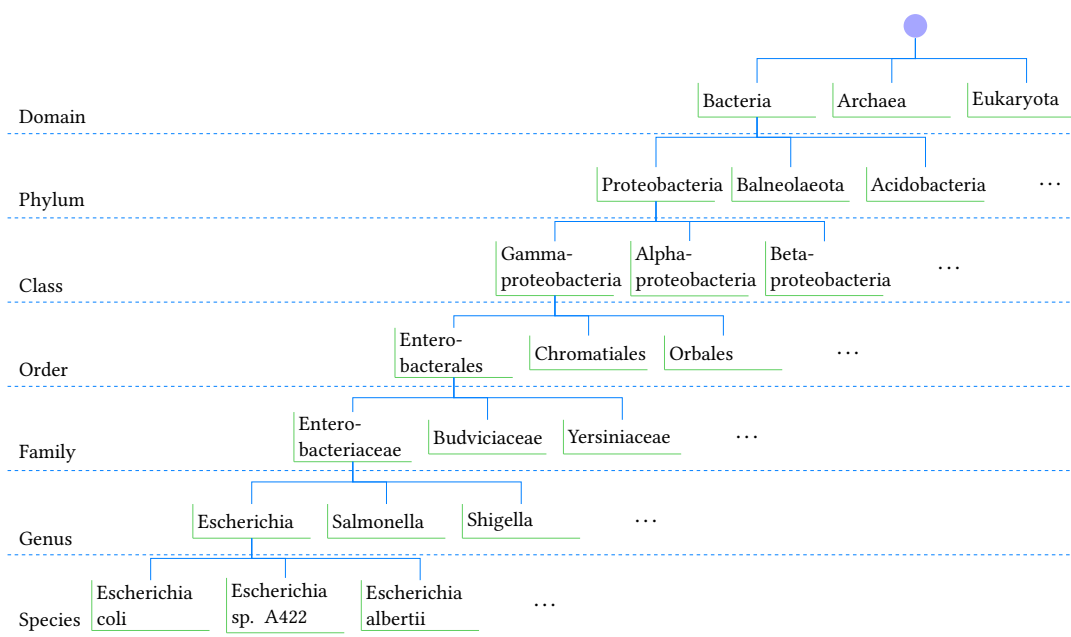 Domain
Bacteria
Archaea
Eukaryota
Phylum
Proteobacteria
Balneolaeota
Acidobacteria
...
Class
Gamma-
proteobacteria
Alpha-
proteobacteria
Beta-
proteobacteria
...
Order
Entero-
bacterales
Chromatiales
Orbales
...
Family
Entero-
bacteriaceae
Budviciaceae
Yersiniaceae
...
Genus
Escherichia
Salmonella
Shigella
...
Species
Escherichia
coli
Escherichia
sp. A422
Escherichia
albertii
...